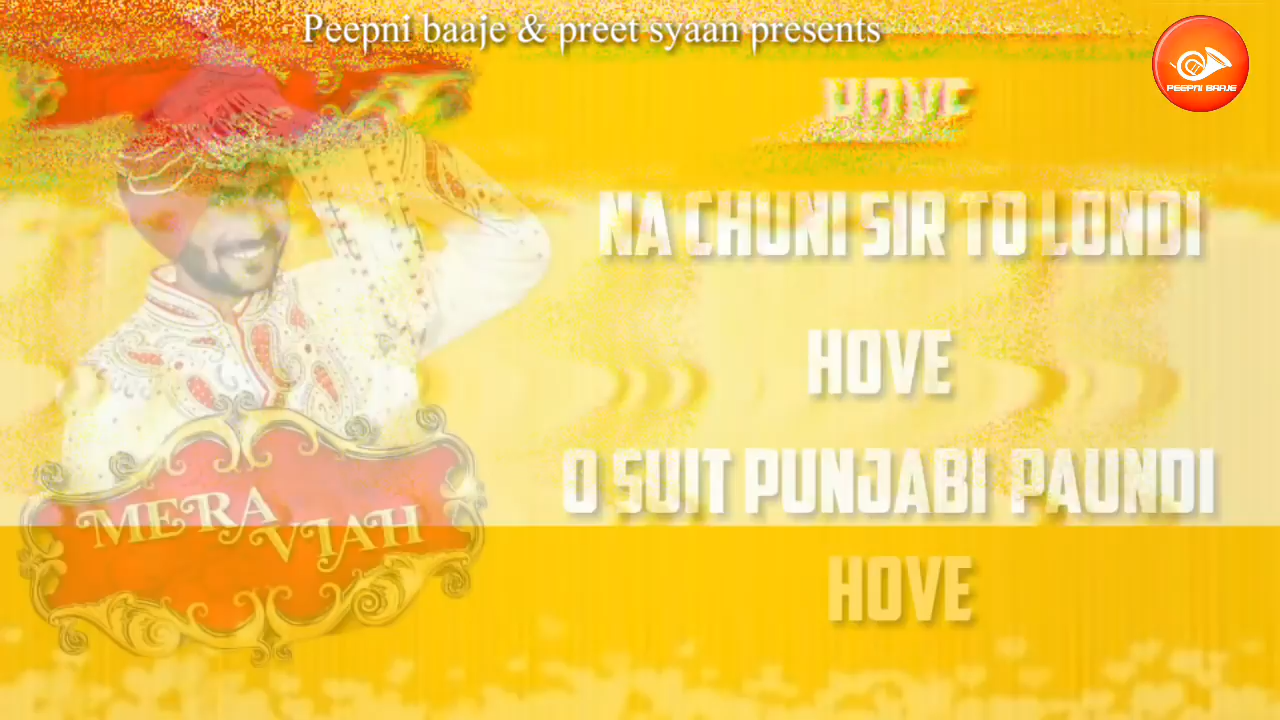 Peepni baaje & preet syaan presents
PEEPNI BAAJE
HOVE
NA CHUNI SIR TO LONDI
HOVE
O SUIT PUNJABI PAUNDI
HOVE
MERA VIAH